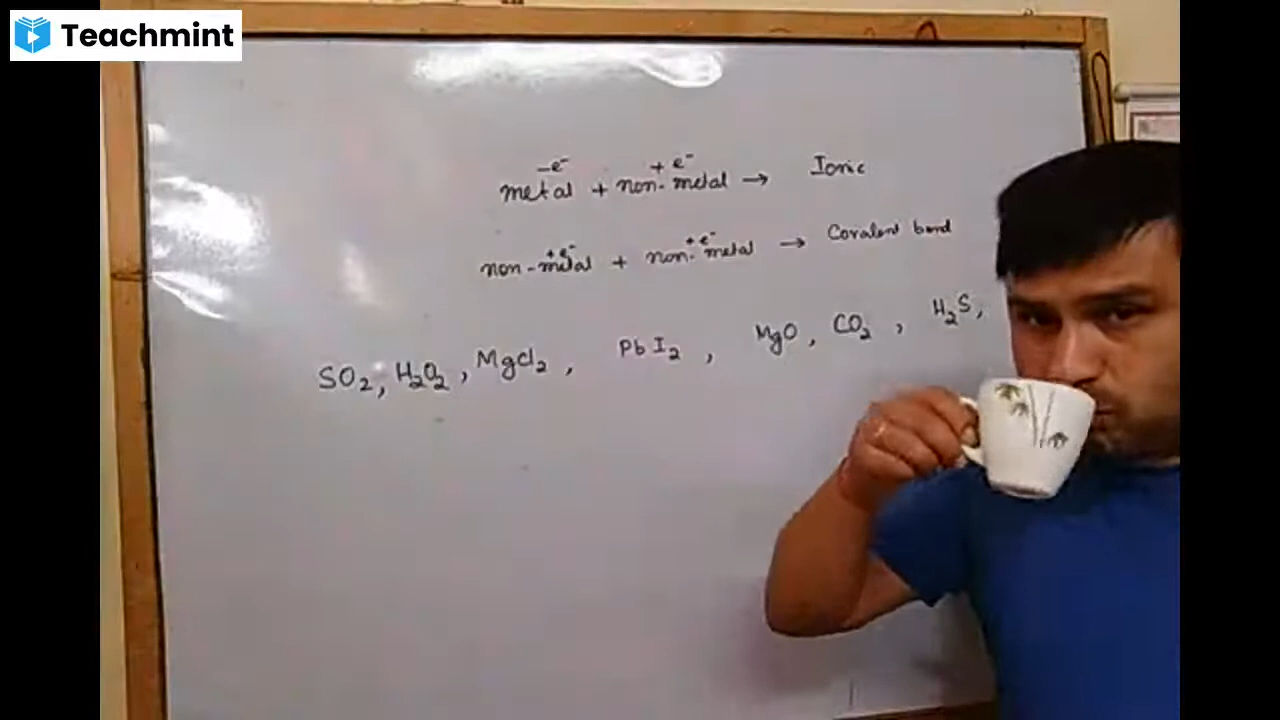 Teachmint
-e⁻ + e⁻
metal + non-metal → Ionic
+ e⁻ + e⁻
non-metal + non-metal → Covalent bond
SO₂, H₂O₂, MgCl₂, PbI₂, MgO, CO₂, H₂S,